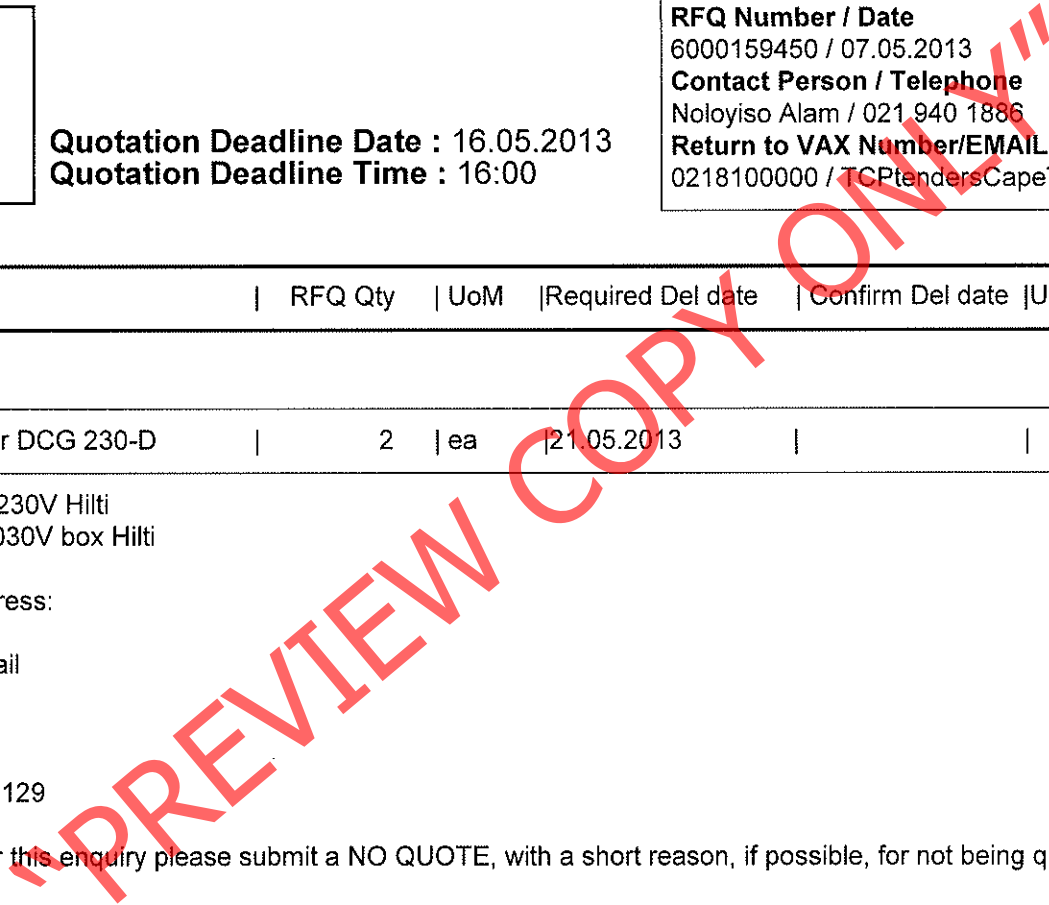 RFQ Number / Date
6000159450 / 07.05.2013
Contact Person / Telephone
Noloyiso Alam / 021 940 1886
Return to VAX Number/EMAIL
0218100000 / TCPtendersCape
Quotation Deadline Date : 16.05.2013
Quotation Deadline Time : 16:00
| RFQ Qty | UoM |Required Del date | Confirm Del date |U
r DCG 230-D | 2 | ea |21.05.2013 | |
230V Hilti
030V box Hilti
ress:
ail
129
r this enquiry please submit a NO QUOTE, with a short reason, if possible, for not being q
"PREVIEW COPY ONLY"